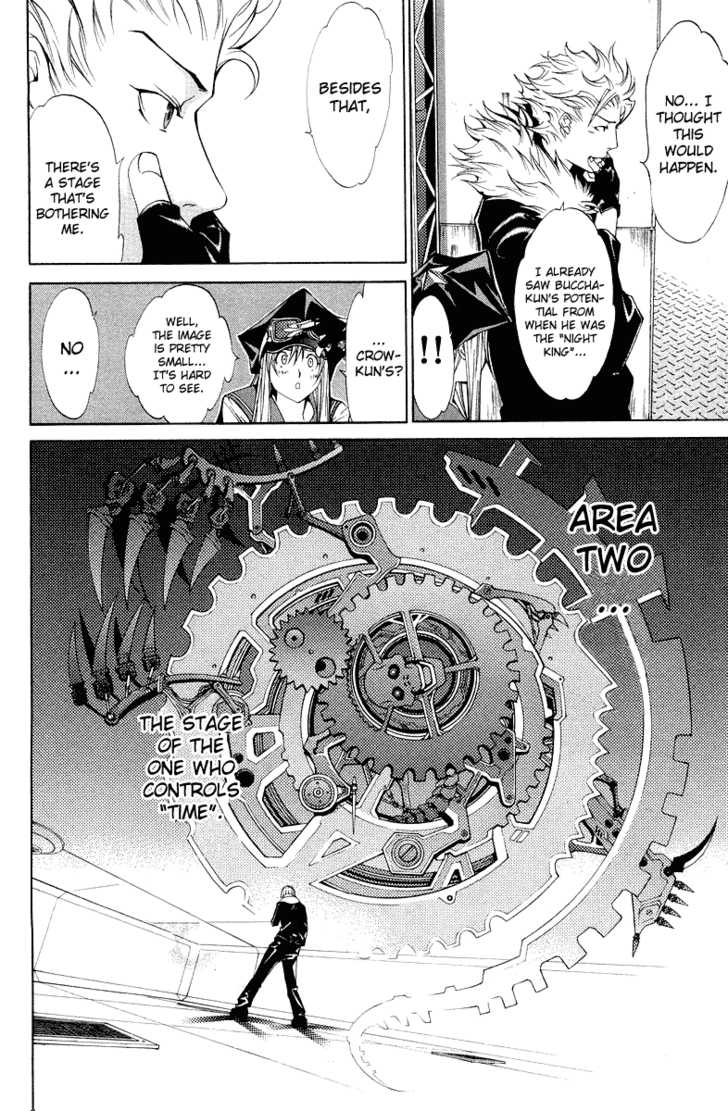 NO... I
THOUGHT
THIS
WOULD
HAPPEN.
I ALREADY
SAW BUCCHA-
KUN'S POTEN-
TIAL FROM
WHEN HE WAS
THE "NIGHT
KING"...
BESIDES
THAT,
THERE'S
A STAGE
THAT'S
BOTHERING
ME.
!!
...
CROW-
KUN'S?
WELL,
THE IMAGE
IS PRETTY
SMALL...
IT'S HARD
TO SEE.
NO
...
AREA
TWO
...
THE STAGE
OF THE
ONE WHO
CONTROLS
"TIME".